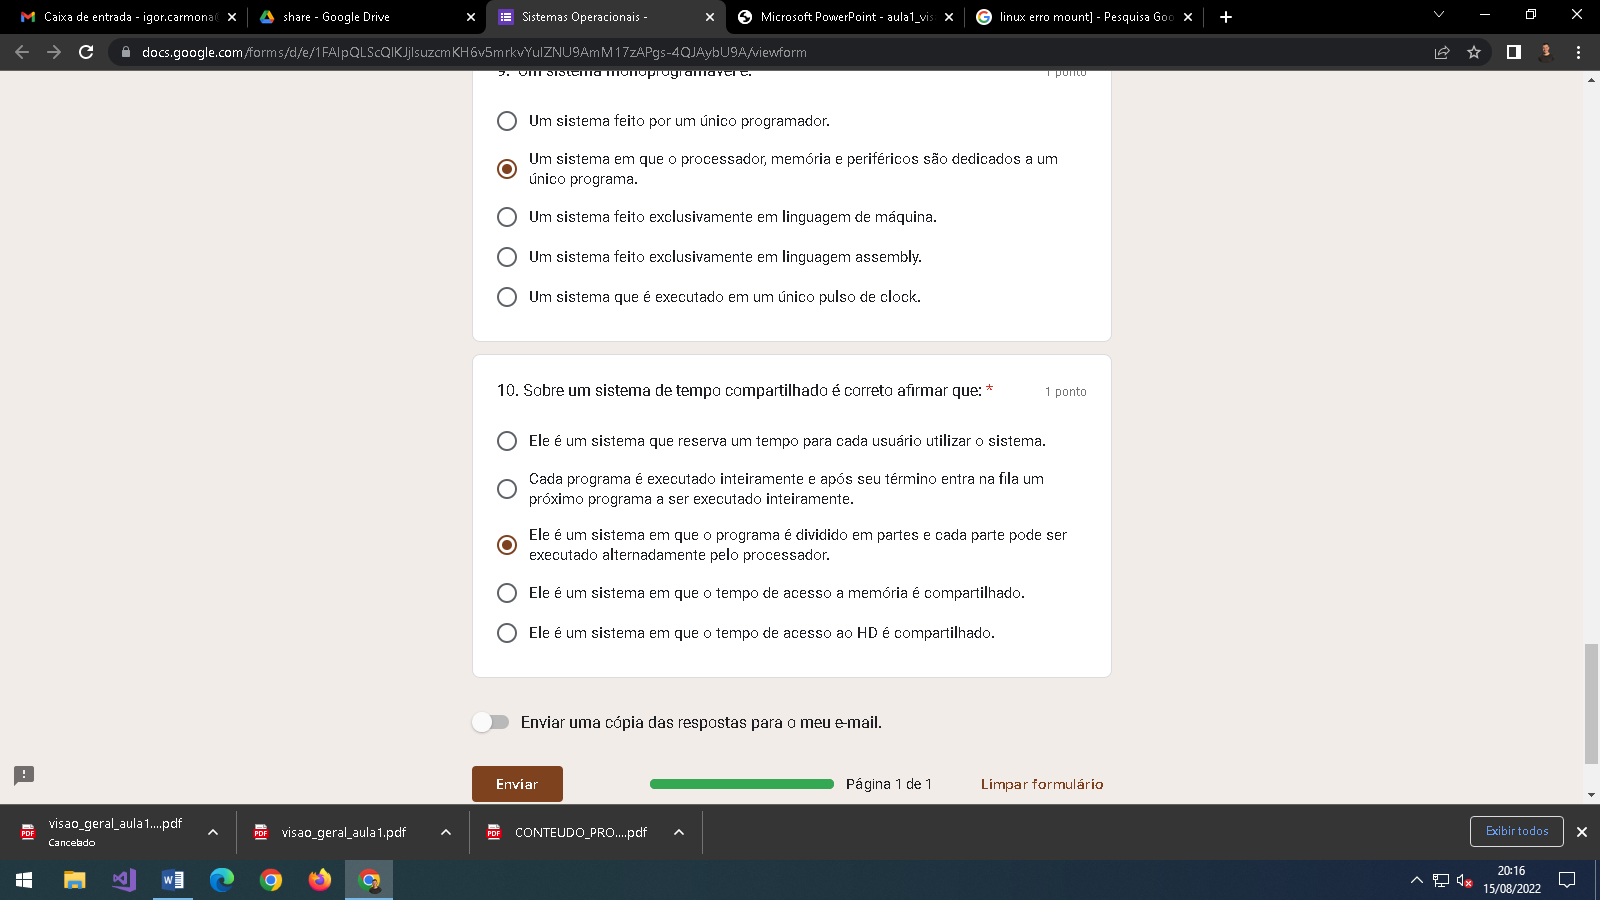 Caixa de entrada - igor.carmona@
share - Google Drive
Sistemas Operacionais -
Microsoft PowerPoint - aula1_vis
linux erro mount] - Pesquisa Goo
docs.google.com/forms/d/e/1FAIpQLScQlKJjlsuzcmKH6v5mrkvYulZNU9AmM17zAPgs-4QJAybU9A/viewform
9. Um sistema monoprogramável é:
1 ponto
Um sistema feito por um único programador.
Um sistema em que o processador, memória e periféricos são dedicados a um
único programa.
Um sistema feito exclusivamente em linguagem de máquina.
Um sistema feito exclusivamente em linguagem assembly.
Um sistema que é executado em um único pulso de clock.
10. Sobre um sistema de tempo compartilhado é correto afirmar que: *
1 ponto
Ele é um sistema que reserva um tempo para cada usuário utilizar o sistema.
Cada programa é executado inteiramente e após seu término entra na fila um
próximo programa a ser executado inteiramente.
Ele é um sistema em que o programa é dividido em partes e cada parte pode ser
executado alternadamente pelo processador.
Ele é um sistema em que o tempo de acesso a memória é compartilhado.
Ele é um sistema em que o tempo de acesso ao HD é compartilhado.
Enviar uma cópia das respostas para o meu e-mail.
Enviar
Página 1 de 1
Limpar formulário
visao_geral_aula1....pdf
Cancelado
visao_geral_aula1.pdf
CONTEUDO_PRO....pdf
Exibir todos
20:16
15/08/2022